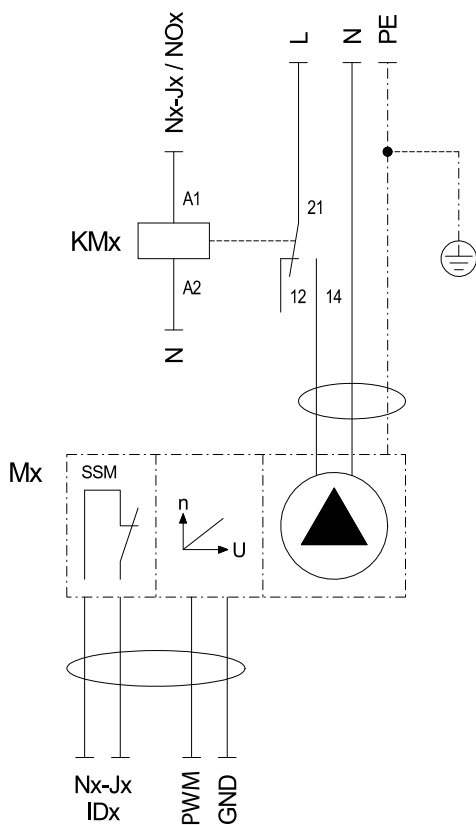 Nx-Jx / NOx
L
N
PE
A1
21
KMx
A2
12
14
N
Mx
SSM
n
U
Nx-Jx
IDx
PWM
GND